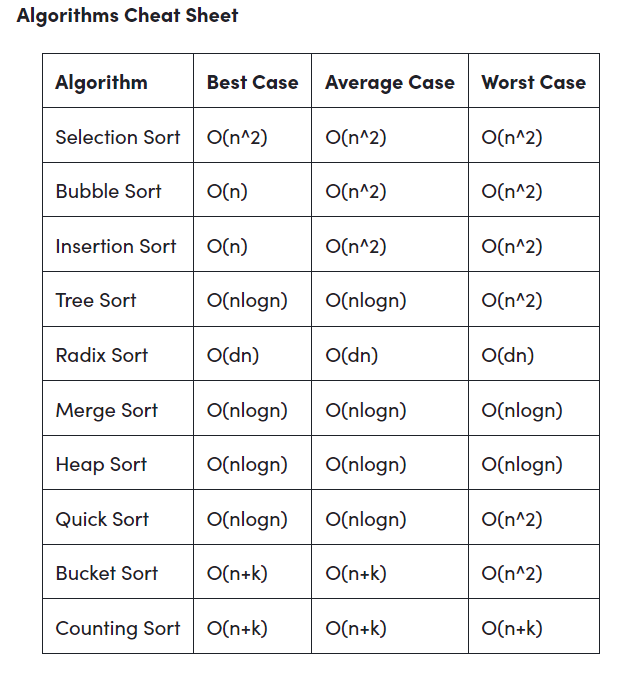 Algorithms Cheat Sheet
Algorithm Best Case Average Case Worst Case
Selection Sort O(n^2) O(n^2) O(n^2)
Bubble Sort O(n) O(n^2) O(n^2)
Insertion Sort O(n) O(n^2) O(n^2)
Tree Sort O(nlogn) O(nlogn) O(n^2)
Radix Sort O(dn) O(dn) O(dn)
Merge Sort O(nlogn) O(nlogn) O(nlogn)
Heap Sort O(nlogn) O(nlogn) O(nlogn)
Quick Sort O(nlogn) O(nlogn) O(n^2)
Bucket Sort O(n+k) O(n+k) O(n^2)
Counting Sort O(n+k) O(n+k) O(n+k)